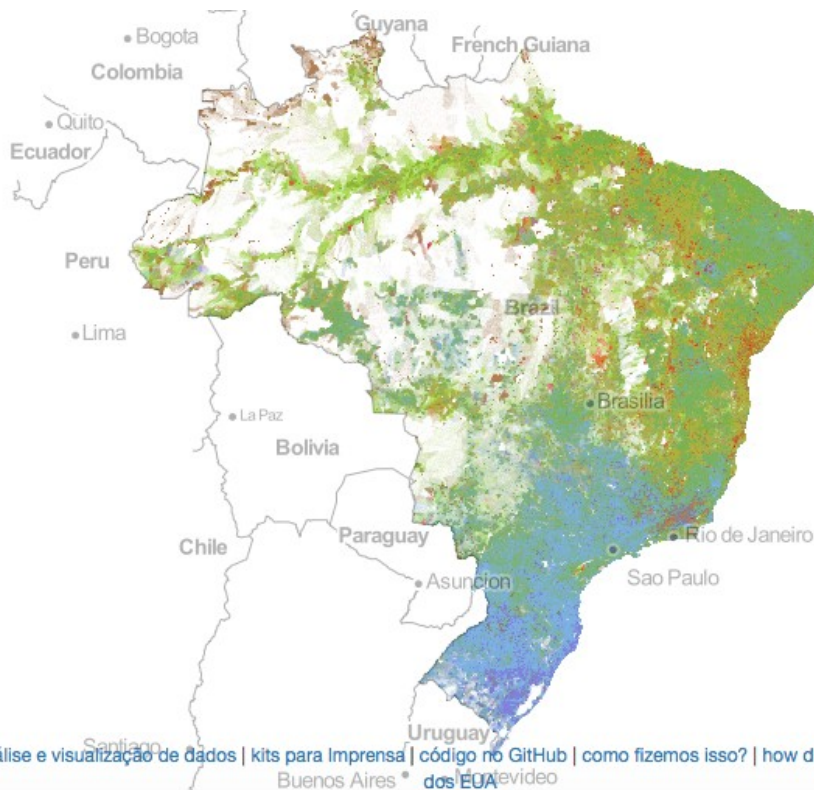 Guyana
Bogota
French Guiana
Colombia
Quito
Ecuador
Peru
Brazil
Lima
Brasilia
La Paz
Bolivia
Rio de Janeiro
Chile
Paraguay
Sao Paulo
Asuncion
Uruguay
Santiago
álise e visualização de dados | kits para Imprensa | código no GitHub | como fizemos isso? | how d
Buenos Aires
Montevideo
dos EUA